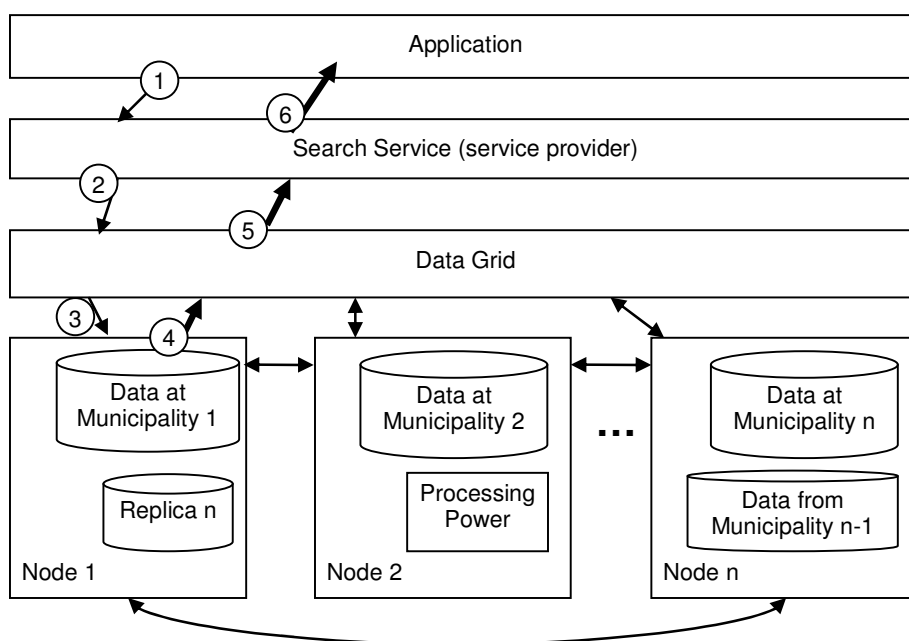 Application
1
6
Search Service (service provider)
2
5
Data Grid
3
4
Data at
Municipality 1
Replica n
Node 1
Data at
Municipality 2
Processing
Power
Node 2
...
Data at
Municipality n
Data from
Municipality n-1
Node n